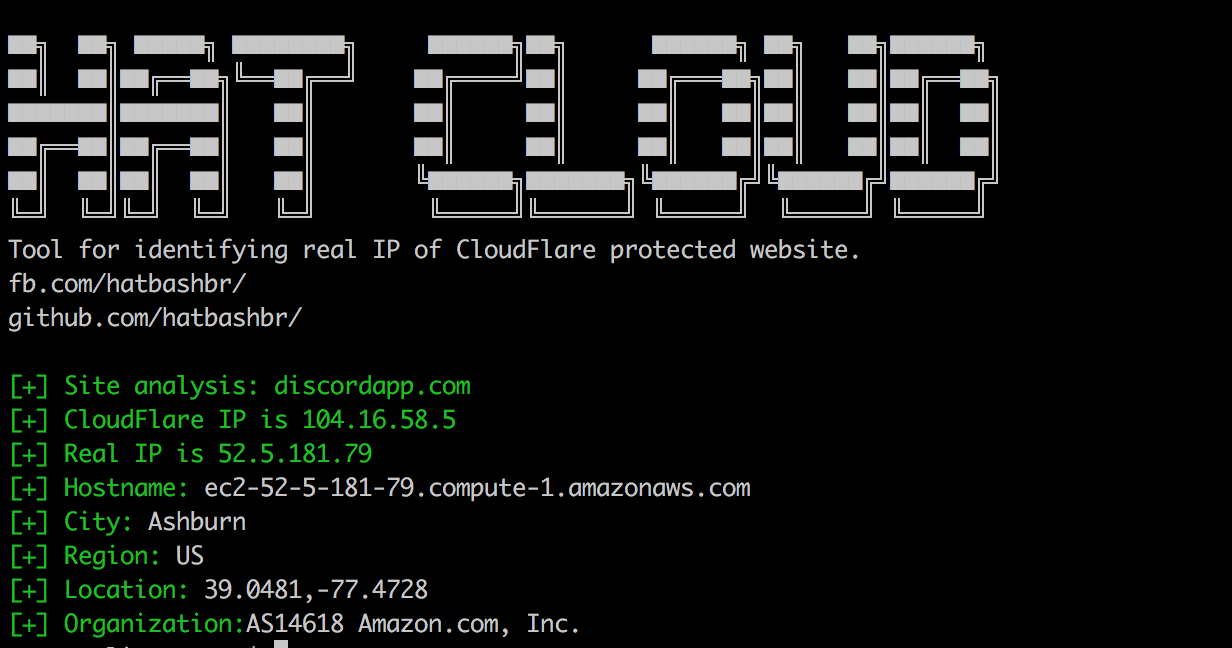 HAT CLOUD
Tool for identifying real IP of CloudFlare protected website.
fb.com/hatbashbr/
github.com/hatbashbr/
[+] Site analysis: discordapp.com
[+] CloudFlare IP is 104.16.58.5
[+] Real IP is 52.5.181.79
[+] Hostname: ec2-52-5-181-79.compute-1.amazonaws.com
[+] City: Ashburn
[+] Region: US
[+] Location: 39.0481,-77.4728
[+] Organization:AS14618 Amazon.com, Inc.